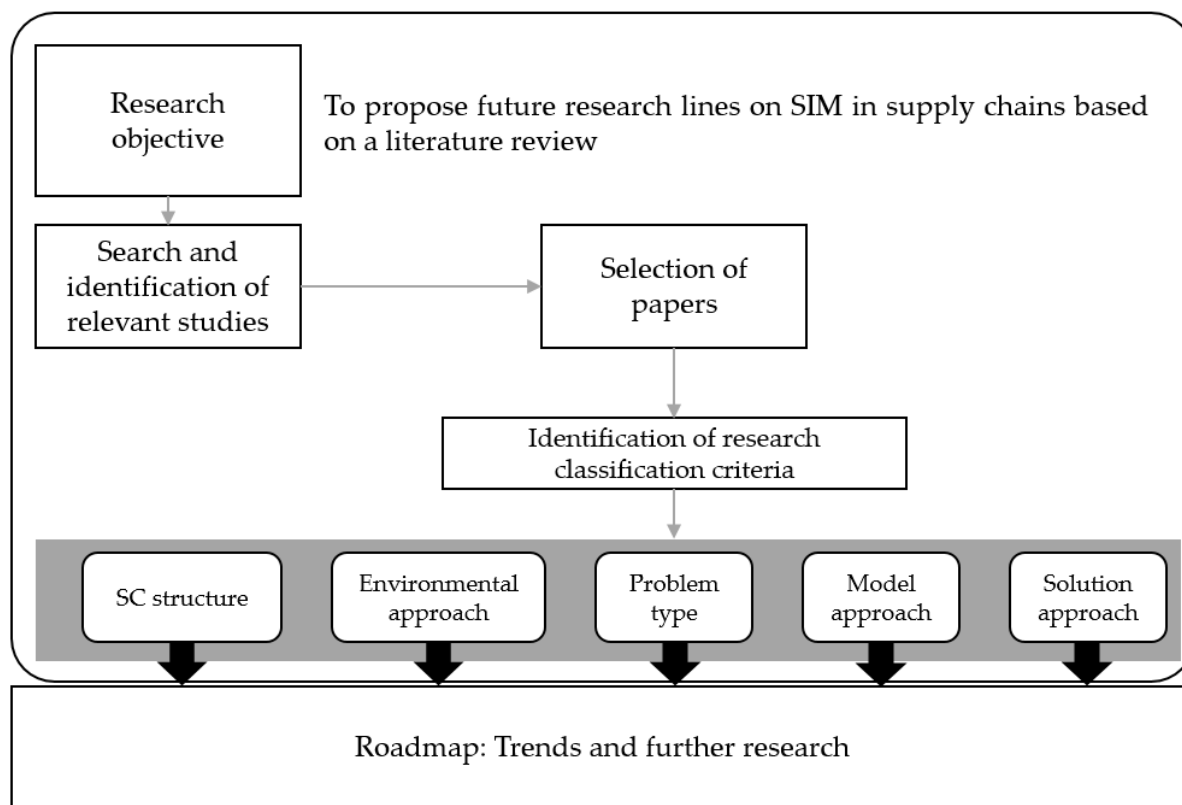 Research
objective
To propose future research lines on SIM in supply chains based
on a literature review
Search and
identification of
relevant studies
Selection of
papers
Identification of research
classification criteria
SC structure
Environmental
approach
Problem
type
Model
approach
Solution
approach
Roadmap: Trends and further research